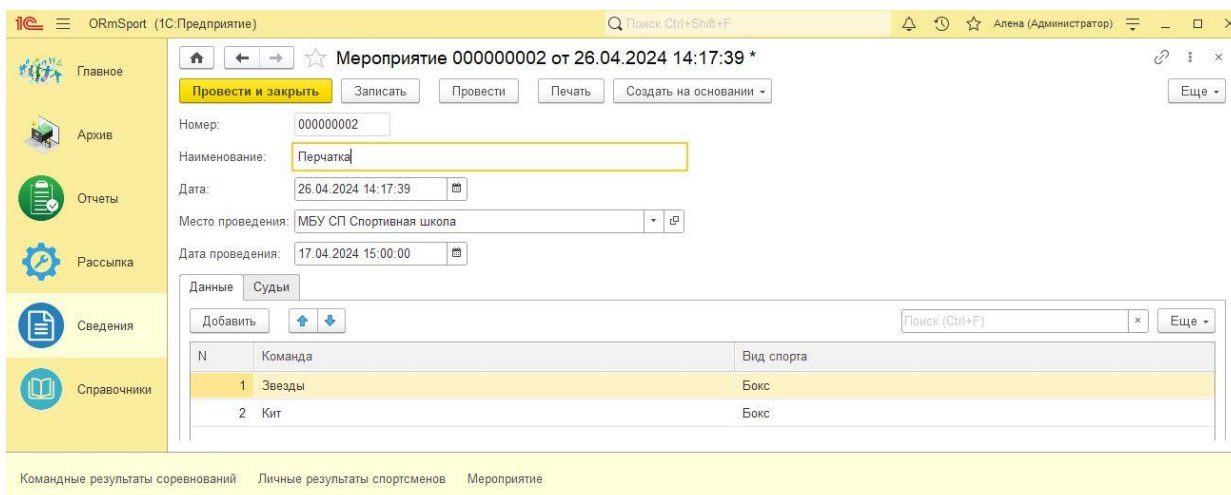 1С ORmSport (1С:Предприятие) Поиск Ctrl+Shift+F Алена (Администратор)
Главное
Архив
Отчеты
Рассылка
Сведения
Справочники
Мероприятие 000000002 от 26.04.2024 14:17:39 *
Провести и закрыть Записать Провести Печать Создать на основании Еще
Номер: 000000002
Наименование: Перчатка
Дата: 26.04.2024 14:17:39
Место проведения: МБУ СП Спортивная школа
Дата проведения: 17.04.2024 15:00:00
Данные Судьи
Добавить Поиск (Ctrl+F) × Еще
N Команда Вид спорта
1 Звезды Бокс
2 Кит Бокс
Командные результаты соревнований Личные результаты спортсменов Мероприятие